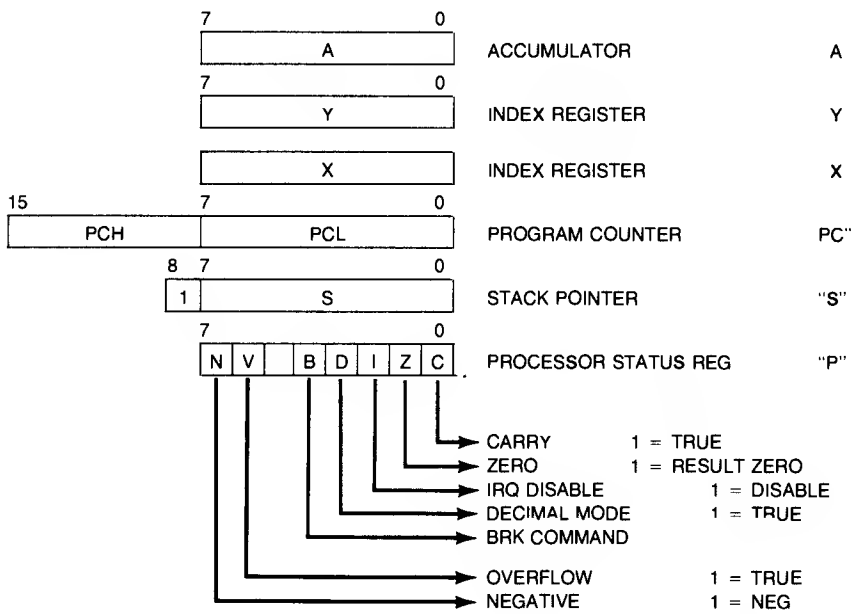 7 0
A ACCUMULATOR A
7 0
Y INDEX REGISTER Y
X INDEX REGISTER X
15 7 0
PCH PCL PROGRAM COUNTER PC"
8 7 0
1 S STACK POINTER "S"
7 0
N V B D I Z C PROCESSOR STATUS REG "P"
CARRY 1 = TRUE
ZERO 1 = RESULT ZERO
IRQ DISABLE 1 = DISABLE
DECIMAL MODE 1 = TRUE
BRK COMMAND
OVERFLOW 1 = TRUE
NEGATIVE 1 = NEG